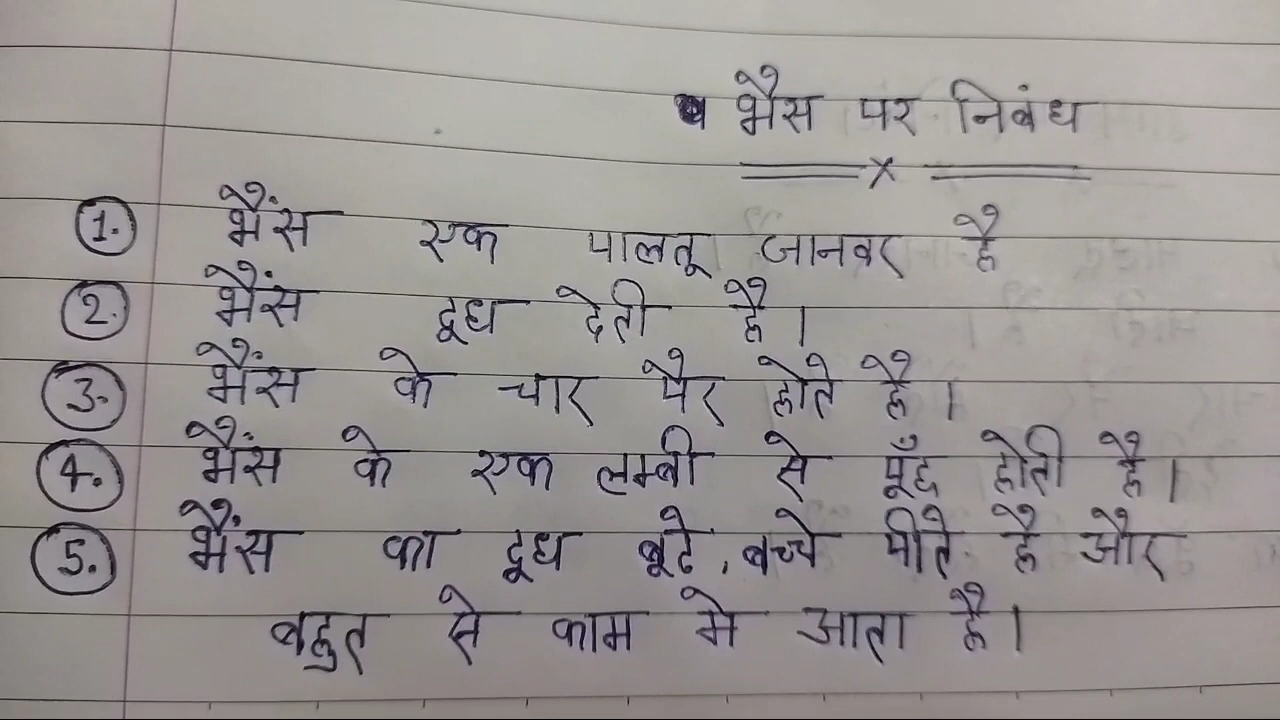 भैस पर निबंध
x
1. भैंस एक पालतू जानवर है
2. भैंस दूध देती है।
3. भैंस के चार पैर होते है।
4. भैंस के एक लम्बी से पूँछ होती है।
5. भैंस का दूध बूढे, बच्चे पीते है और
बहुत से काम मे आता है।